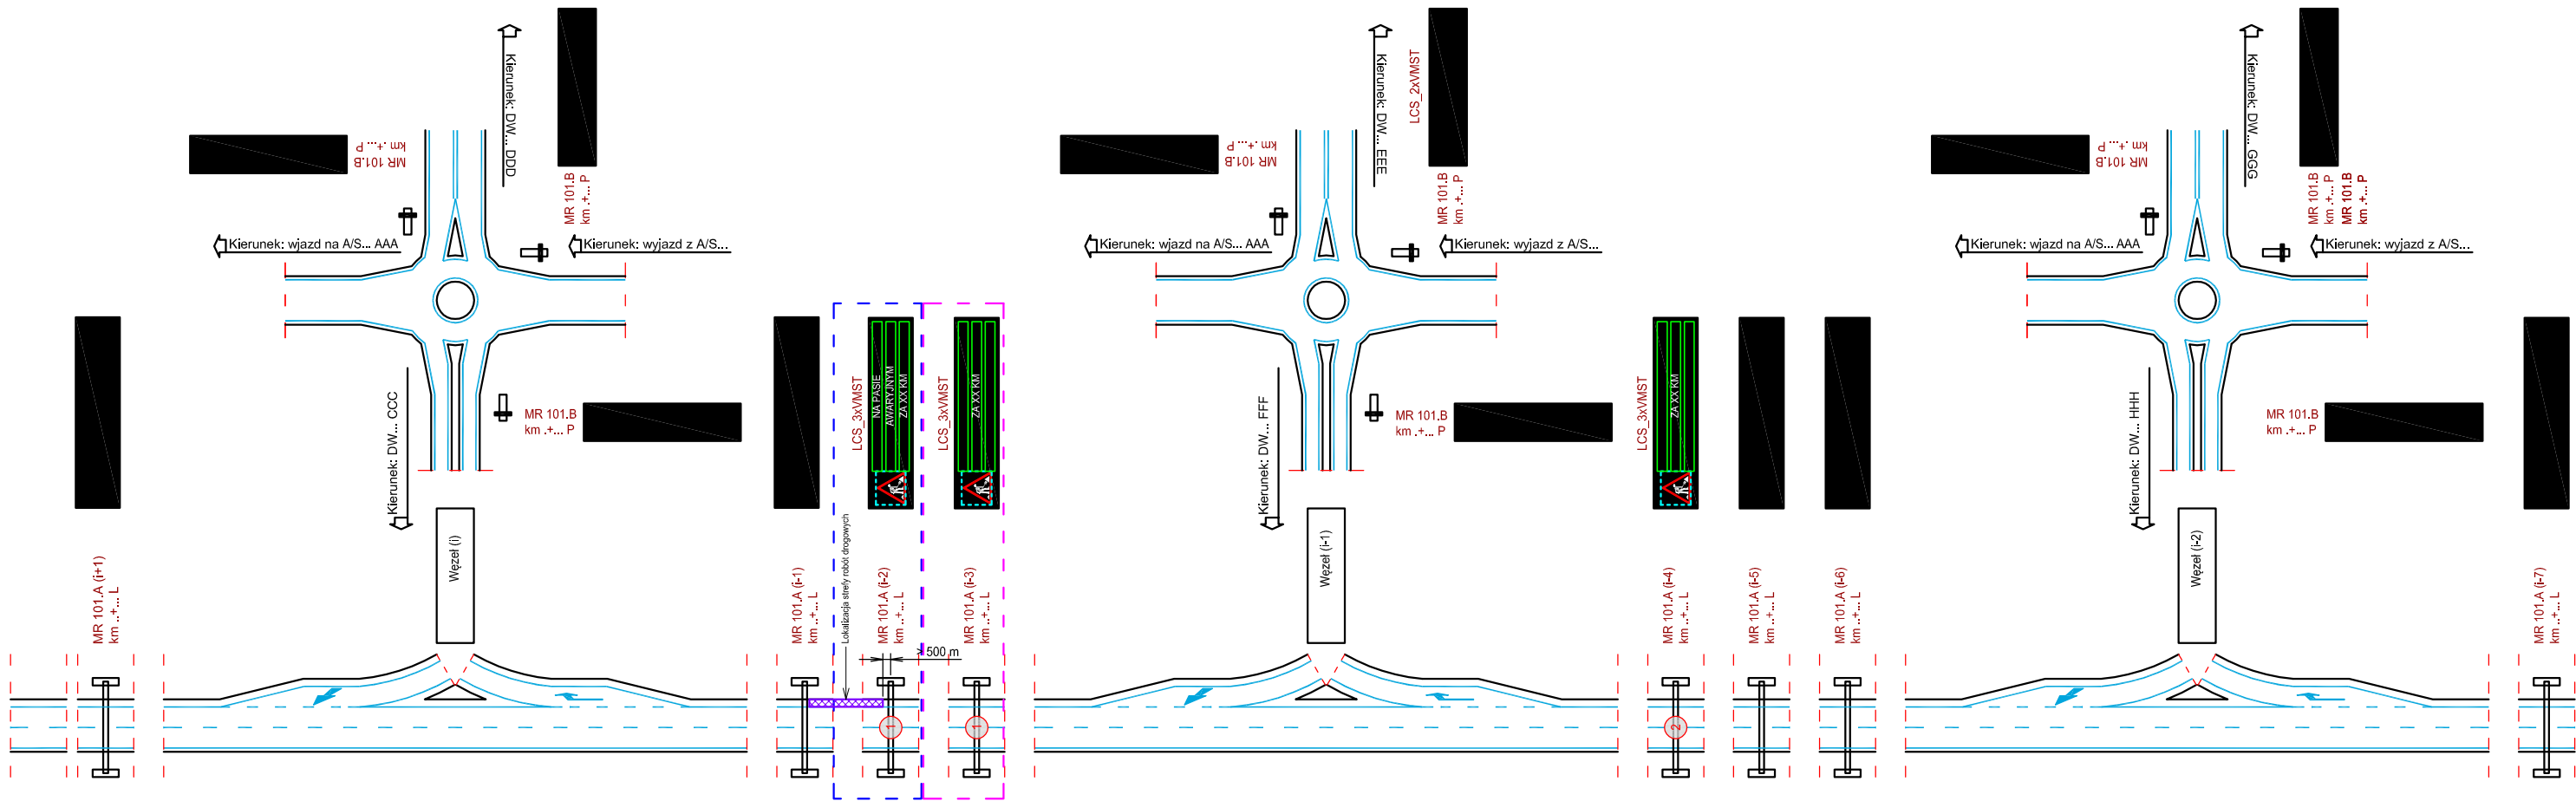 Kierunek: DW... DDD
MR 101.B
km .+... P
MR 101.B
km .+... P
Kierunek: wjazd na A/S... AAA
Kierunek: wyjazd z A/S...
Kierunek: DW... CCC
MR 101.B
km .+... P
Węzeł (i)
MR 101.A (i+1)
km ..+... L
MR 101.A (i-1)
km ..+... L
Lokalizacja strefy robót drogowych
LCS_3xVMST
NA PASIE
AWARYJNYM
ZA XX KM
MR 101.A (i-2)
km ..+... L
> 500 m
1
LCS_3xVMST
ZA XX KM
MR 101.A (i-3)
km ..+... L
1
Kierunek: DW... EEE
LCS_2xVMST
MR 101.B
km .+... P
MR 101.B
km .+... P
Kierunek: wjazd na A/S... AAA
Kierunek: wyjazd z A/S...
Kierunek: DW... FFF
MR 101.B
km .+... P
Węzeł (i-1)
LCS_3xVMST
ZA XX KM
MR 101.A (i-4)
km ..+... L
2
MR 101.A (i-5)
km ..+... L
MR 101.A (i-6)
km ..+... L
Kierunek: DW... GGG
MR 101.B
km .+... P
MR 101.B
km .+... P
MR 101.B
km .+... P
Kierunek: wjazd na A/S... AAA
Kierunek: wyjazd z A/S...
Kierunek: DW... HHH
MR 101.B
km .+... P
Węzeł (i-2)
MR 101.A (i-7)
km ..+... L